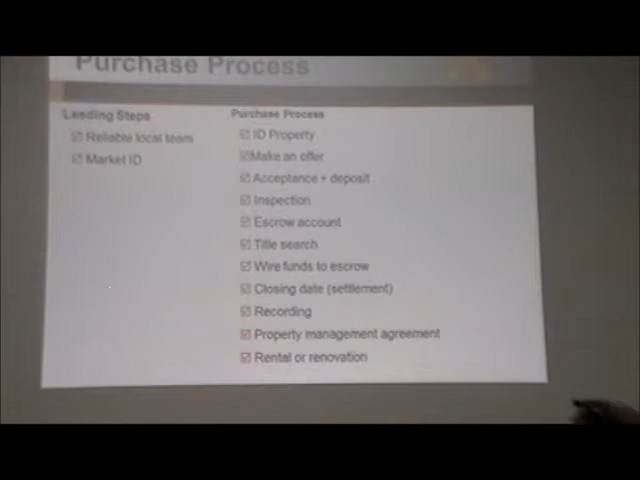 Purchase Process
Leading Steps
Reliable local team
Market ID
Purchase Process
ID Property
Make an offer
Acceptance + deposit
Inspection
Escrow account
Title search
Wire funds to escrow
Closing date (settlement)
Recording
Property management agreement
Rental or renovation